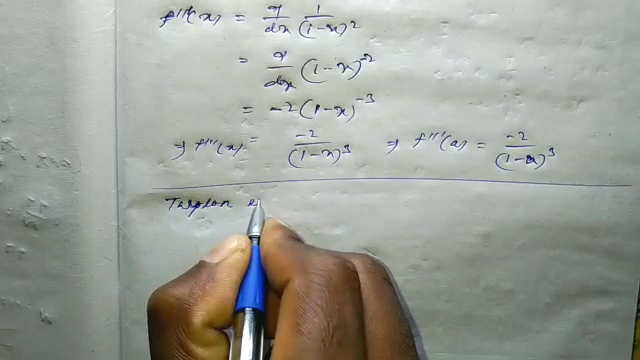 f'''(x) = d/dx 1/(1-x)^2
= d/dx (1-x)^-2
= -2(1-x)^-3
⇒ f'''(x) = -2/(1-x)^3 ⇒ f'''(a) = -2/(1-a)^3
Taylor e